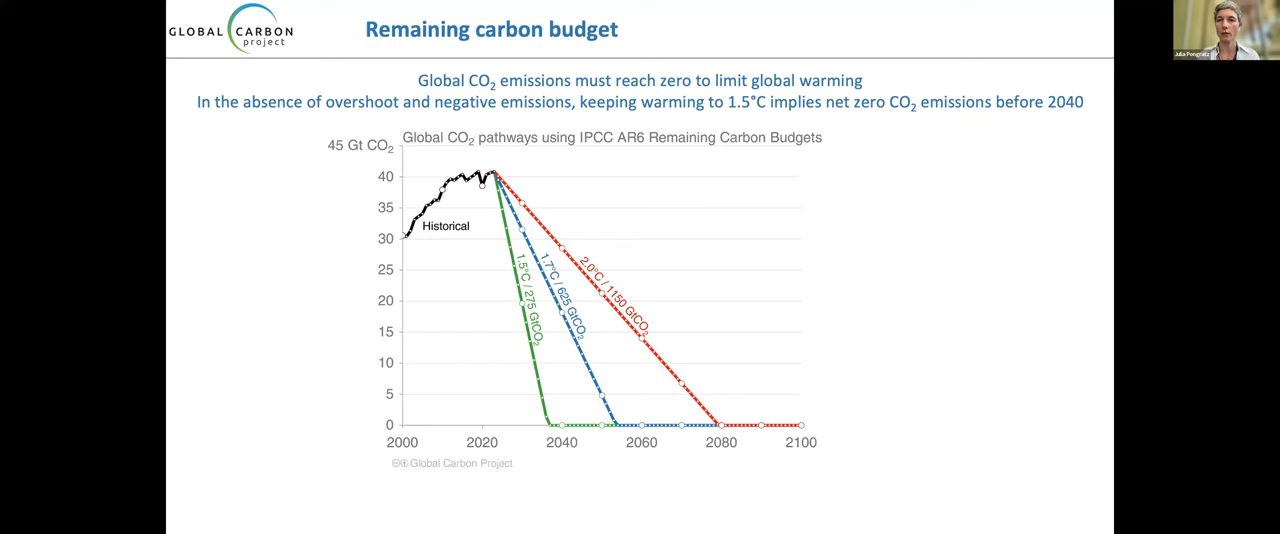 GLOBAL CARBON
project
Remaining carbon budget
Julia Pongratz
Global CO₂ emissions must reach zero to limit global warming
In the absence of overshoot and negative emissions, keeping warming to 1.5°C implies net zero CO₂ emissions before 2040
Global CO₂ pathways using IPCC AR6 Remaining Carbon Budgets
45 Gt CO₂
40
35
30
25
20
15
10
5
0
Historical
1.5°C / 275 GtCO₂
1.7°C / 625 GtCO₂
2.0°C / 1150 GtCO₂
2000 2020 2040 2060 2080 2100
Global Carbon Project